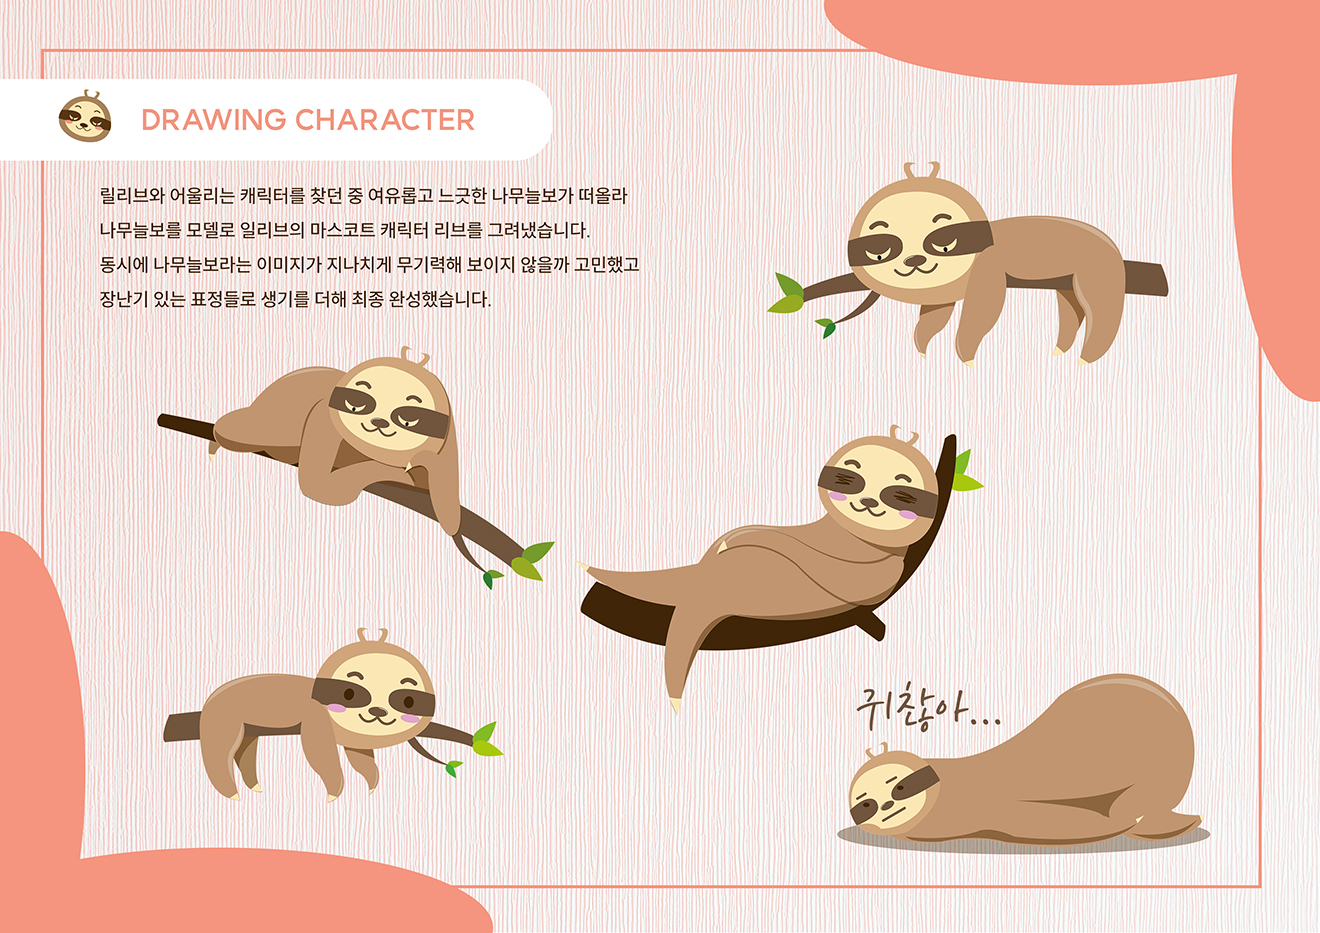 DRAWING CHARACTER
릴리브와 어울리는 캐릭터를 찾던 중 여유롭고 느긋한 나무늘보가 떠올라
나무늘보를 모델로 일리브의 마스코트 캐릭터 리브를 그려냈습니다.
동시에 나무늘보라는 이미지가 지나치게 무기력해 보이지 않을까 고민했고
장난기 있는 표정들로 생기를 더해 최종 완성했습니다.
귀찮아...